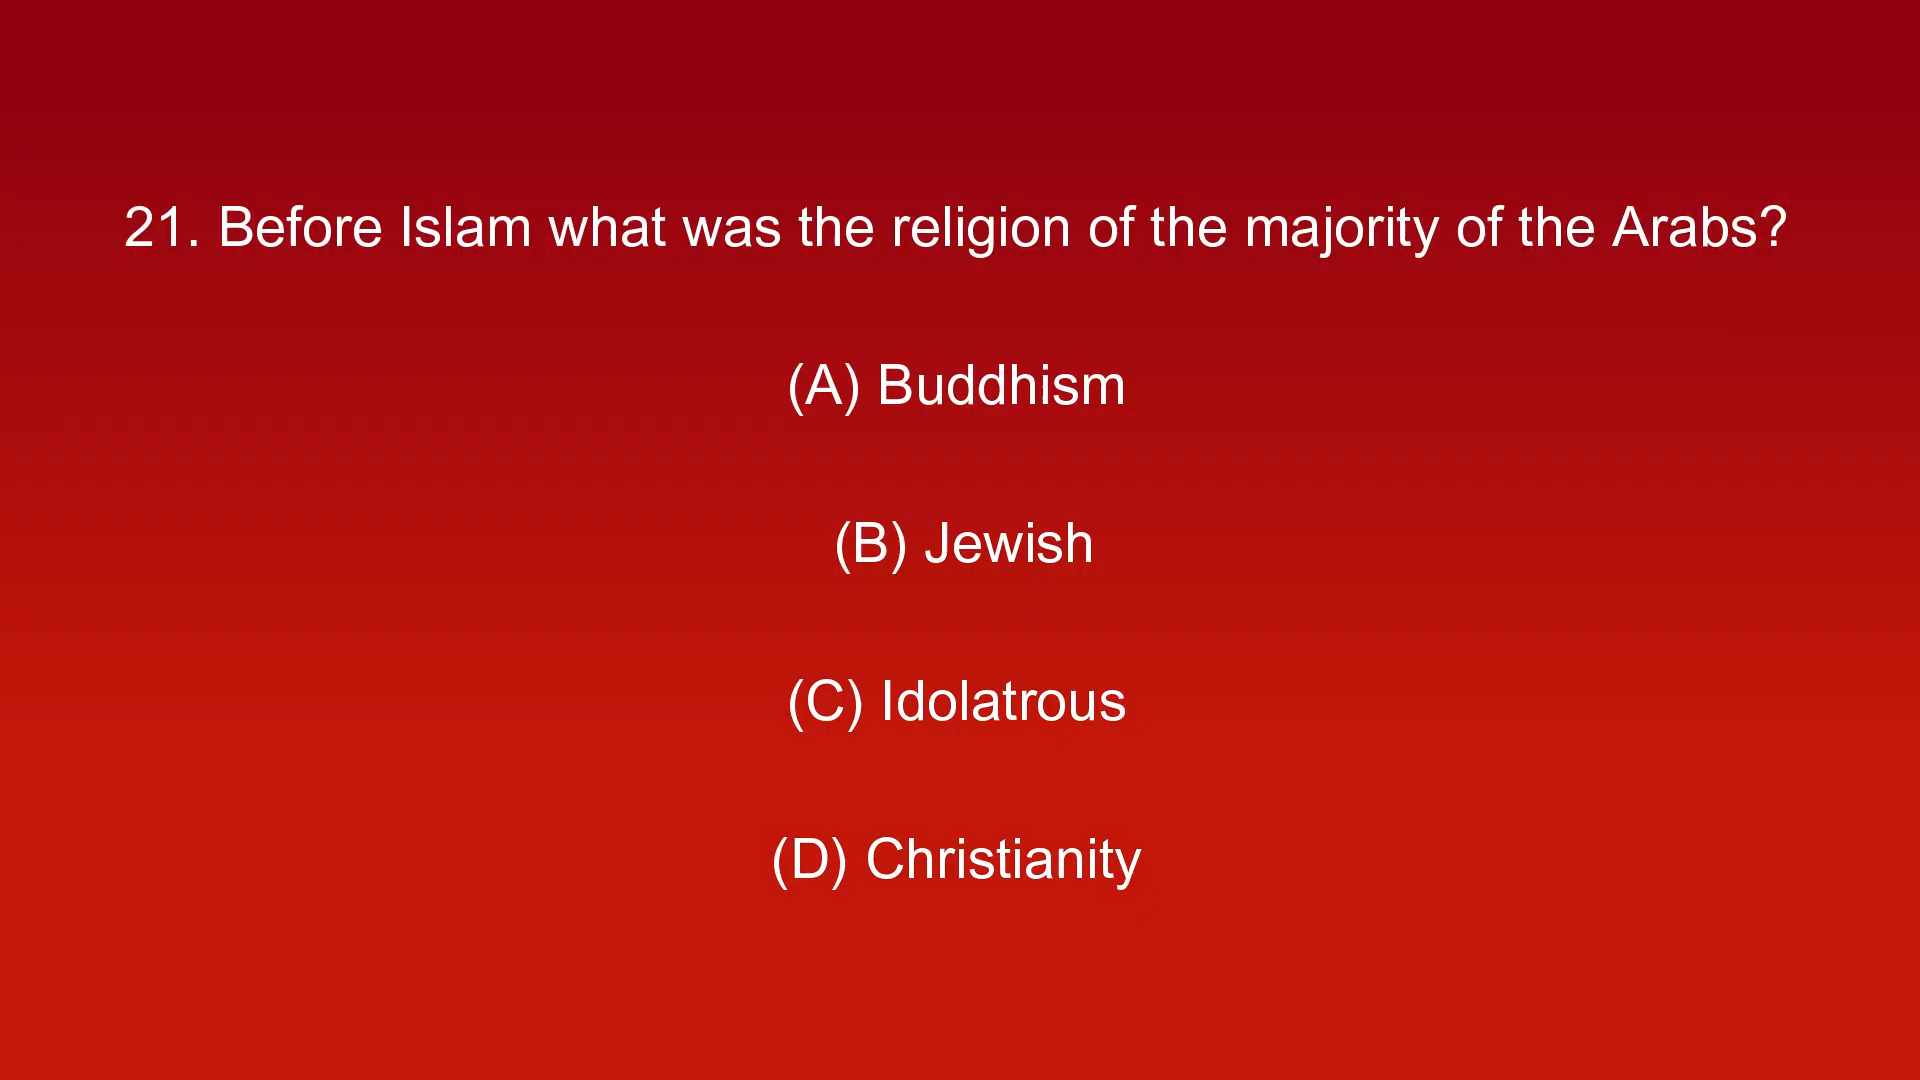 21. Before Islam what was the religion of the majority of the Arabs?
(A) Buddhism
(B) Jewish
(C) Idolatrous
(D) Christianity